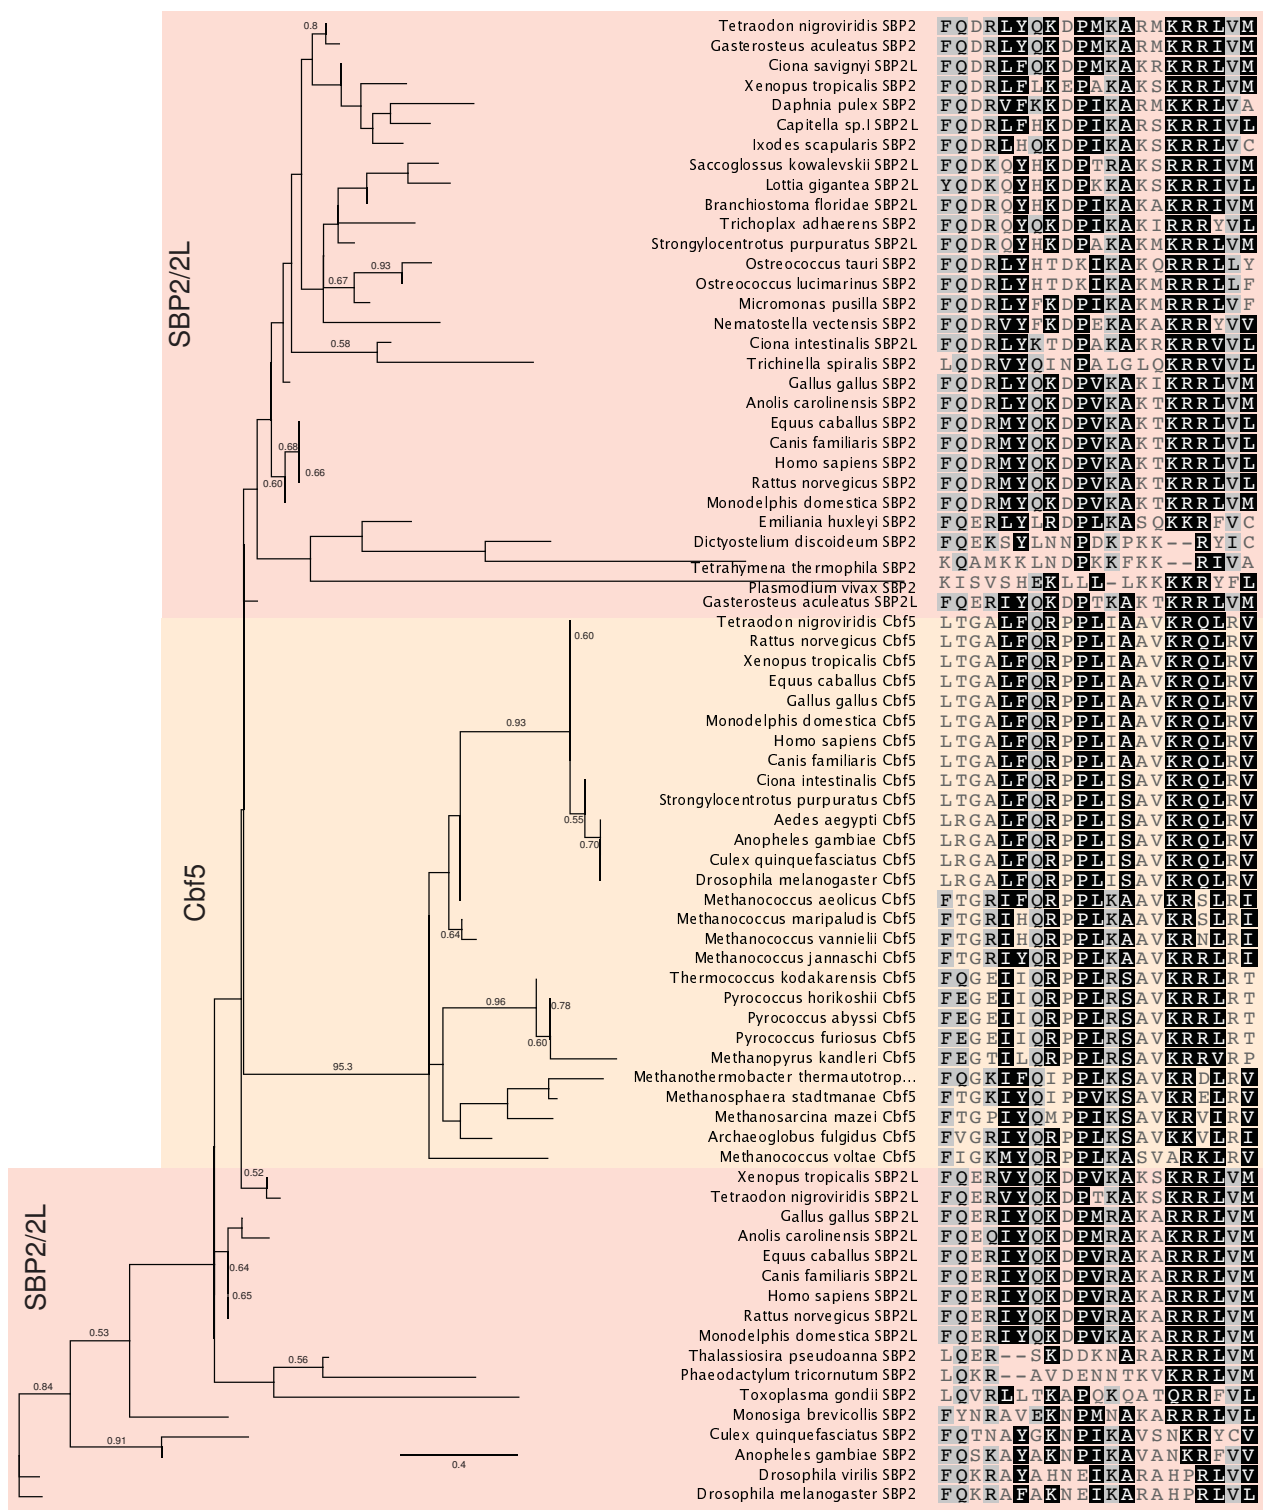 0.8
Tetraodon nigroviridis SBP2 FQDRLYQKDPMKARMKRRLVM
Gasterosteus aculeatus SBP2 FQDRLYQKDPMKARMKRRIVM
Ciona savignyi SBP2L FQDRLFQKDPMKAKRKRRLVM
Xenopus tropicalis SBP2 FQDRLFLKEPAKAKSKRRLVM
Daphnia pulex SBP2 FQDRVFKKDPIKARMKKRLVA
Capitella sp.I SBP2L FQDRLFHKDPIKARSKRRIVL
Ixodes scapularis SBP2 FQDRLHQKDPIKAKSKRRLVC
Saccoglossus kowalevskii SBP2L FQDKQYHKDPTRAKSRRRIVM
Lottia gigantea SBP2L YQDKQYHKDPKKAKSKRRIVL
Branchiostoma floridae SBP2L FQDRQYHKDPIKAKAKRRIVM
Trichoplax adhaerens SBP2 FQDRQYQKDPIKAKIRRRYVL
Strongylocentrotus purpuratus SBP2L FQDRQYHKDPAKAKMKRRLVM
0.93 Ostreococcus tauri SBP2 FQDRLYHTDKIKAKQRRRLLY
0.67 Ostreococcus lucimarinus SBP2 FQDRLYHTDKIKAKMRRRLLF
Micromonas pusilla SBP2 FQDRLYFKDPIKAKMRRRLVF
SBP2/2L
Nematostella vectensis SBP2 FQDRVYFKDPEKAKAKRRYVV
0.58 Ciona intestinalis SBP2L FQDRLYKTDPAKAKRKRRVVL
Trichinella spiralis SBP2 LQDRVYQINPALGLQKRRVVL
Gallus gallus SBP2 FQDRLYQKDPVKAKIKRRLVM
Anolis carolinensis SBP2 FQDRLYQKDPVKAKTKRRLVM
Equus caballus SBP2 FQDRMYQKDPVKAKTKRRLVL
0.68 Canis familiaris SBP2 FQDRMYQKDPVKAKTKRRLVL
0.66 Homo sapiens SBP2 FQDRMYQKDPVKAKTKRRLVL
0.60 Rattus norvegicus SBP2 FQDRMYQKDPVKAKTKRRLVL
Monodelphis domestica SBP2 FQDRMYQKDPVKAKTKRRLVM
Emiliania huxleyi SBP2 FQERLYLRDPLKASQKKRFVC
Dictyostelium discoideum SBP2 FQEKSYLNNPDKPKK--RYIC
Tetrahymena thermophila SBP2 KQAMKKLNDPKKFKK--RIVA
Plasmodium vivax SBP2 KISVSHEKLLL-LKKKKRYFL
Gasterosteus aculeatus SBP2L FQERIYQKDPTKAKTKRRLVM
Tetraodon nigroviridis Cbf5 LTGALFQRPPLIAAVKRQLRV
0.60 Rattus norvegicus Cbf5 LTGALFQRPPLIAAVKRQLRV
Xenopus tropicalis Cbf5 LTGALFQRPPLIAAVKRQLRV
Equus caballus Cbf5 LTGALFQRPPLIAAVKRQLRV
Gallus gallus Cbf5 LTGALFQRPPLIAAVKRQLRV
0.93 Monodelphis domestica Cbf5 LTGALFQRPPLIAAVKRQLRV
Homo sapiens Cbf5 LTGALFQRPPLIAAVKRQLRV
Canis familiaris Cbf5 LTGALFQRPPLIAAVKRQLRV
Ciona intestinalis Cbf5 LTGALFQRPPLISAVKRQLRV
Strongylocentrotus purpuratus Cbf5 LTGALFQRPPLISAVKRQLRV
0.55 Aedes aegypti Cbf5 LRGALFQRPPLISAVKRQLRV
0.70 Anopheles gambiae Cbf5 LRGALFQRPPLISAVKRQLRV
Culex quinquefasciatus Cbf5 LRGALFQRPPLISAVKRQLRV
Drosophila melanogaster Cbf5 LRGALFQRPPLISAVKRQLRV
Cbf5
Methanococcus aeolicus Cbf5 FTGRIFQRPPLKAAVKRSLRI
Methanococcus maripaludis Cbf5 FTGRIHQRPPLKAAVKRSLRI
0.64 Methanococcus vannielii Cbf5 FTGRIHQRPPLKAAVKRNLRI
Methanococcus jannaschi Cbf5 FTGRIYQRPPLKAAVKRRLRI
Thermococcus kodakarensis Cbf5 FQGEIIQRPPLRSAVKRRLRT
0.96 0.78 Pyrococcus horikoshii Cbf5 FEGEIIQRPPLRSAVKRRLRT
Pyrococcus abyssi Cbf5 FEGEIIQRPPLRSAVKRRLRT
0.60 Pyrococcus furiosus Cbf5 FEGEIIQRPPLRSAVKRRLRT
95.3 Methanopyrus kandleri Cbf5 FEGTILQRPPLRSAVKRRVRP
Methanothermobacter thermautotrop... FQGKIFQIPPLKSAVKRDLRV
Methanosphaera stadtmanae Cbf5 FTGKIYQIPPVKSAVKRELRV
Methanosarcina mazei Cbf5 FTGPIYQMPPIKSAVKRVIRV
Archaeoglobus fulgidus Cbf5 FVGRIYQRPPLKSAVKKVLRI
Methanococcus voltae Cbf5 FIGKMYQRPPLKASVARKLRV
0.52 Xenopus tropicalis SBP2L FQERVYQKDPVKAKSKRRLVM
Tetraodon nigroviridis SBP2L FQERVYQKDPTKAKSKRRLVM
Gallus gallus SBP2L FQERIYQKDPMRAKARRRLVM
Anolis carolinensis SBP2L FQEQIYQKDPMRAKAKRRLVM
SBP2/2L
0.64 Equus caballus SBP2L FQERIYQKDPVRAKARRRLVM
Canis familiaris SBP2L FQERIYQKDPVRAKARRRLVM
0.65 Homo sapiens SBP2L FQERIYQKDPVRAKARRRLVM
Rattus norvegicus SBP2L FQERIYQKDPVRAKARRRLVM
0.53 Monodelphis domestica SBP2L FQERIYQKDPVKAKARRRLVM
0.56 Thalassiosira pseudoanna SBP2 LQER--SKDDKNARARRRLVM
Phaeodactylum tricornutum SBP2 LQKR--AVDENNTKVKRRLVM
0.84 Toxoplasma gondii SBP2 LQVRLLTKAPQKQATQRRFVL
Monosiga brevicollis SBP2 FYNRAVEKNPMNAKARRRLVL
0.91 Culex quinquefasciatus SBP2 FQTNAYGKNPIKAVSNKRYCV
Anopheles gambiae SBP2 FQSKAYAKNPIKAVANKRFVV
0.4 Drosophila virilis SBP2 FQKRAYAHNEIKARAHPRLVV
Drosophila melanogaster SBP2 FQKRAFAKNEIKARAHPRLVL